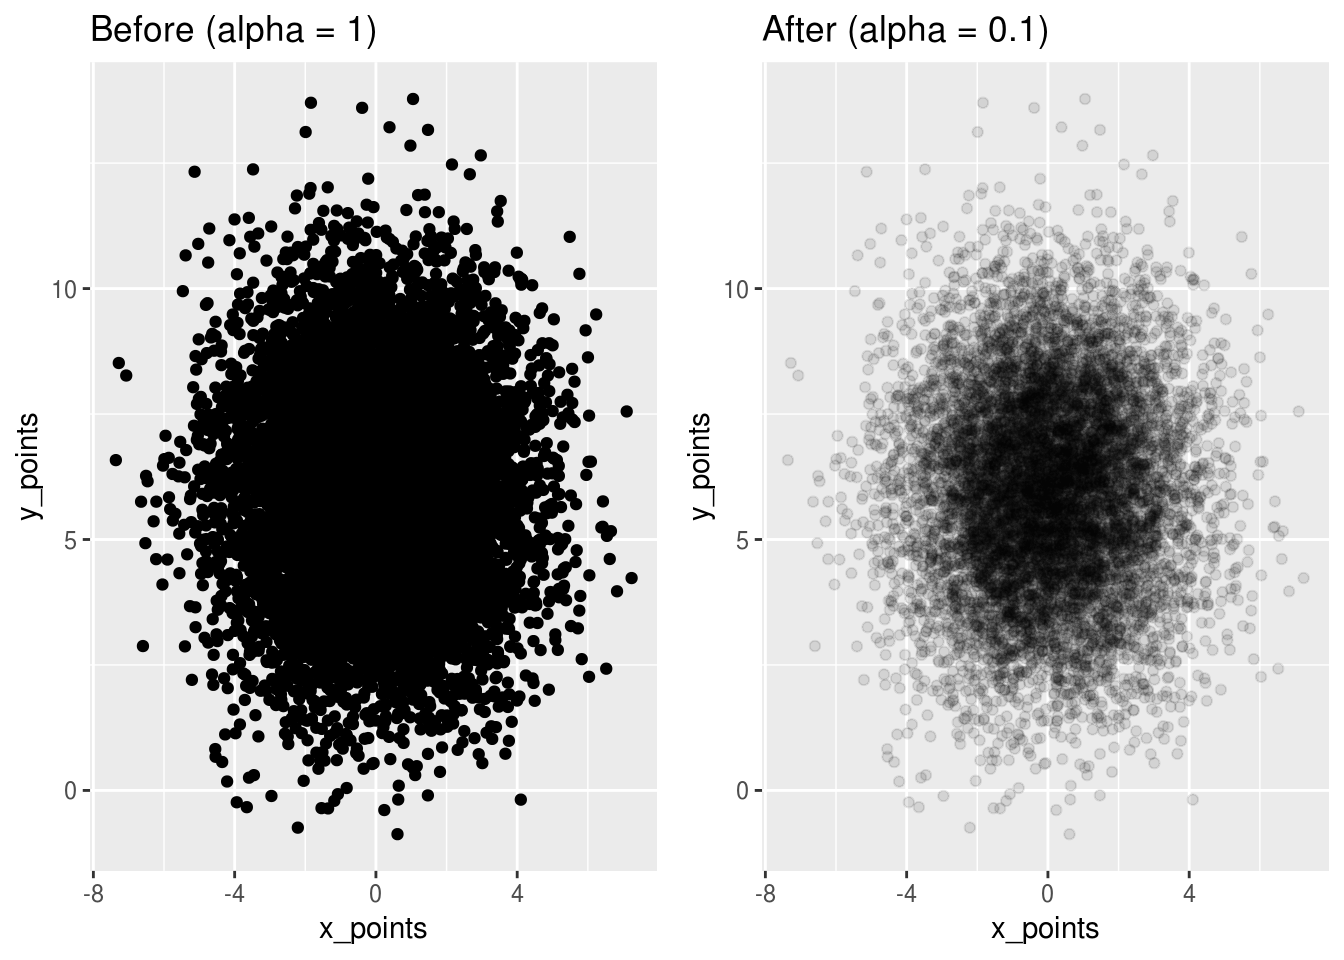 Before (alpha = 1)
y_points
10
5
0
-8
-4
0
4
x_points
After (alpha = 0.1)
y_points
10
5
0
-8
-4
0
4
x_points